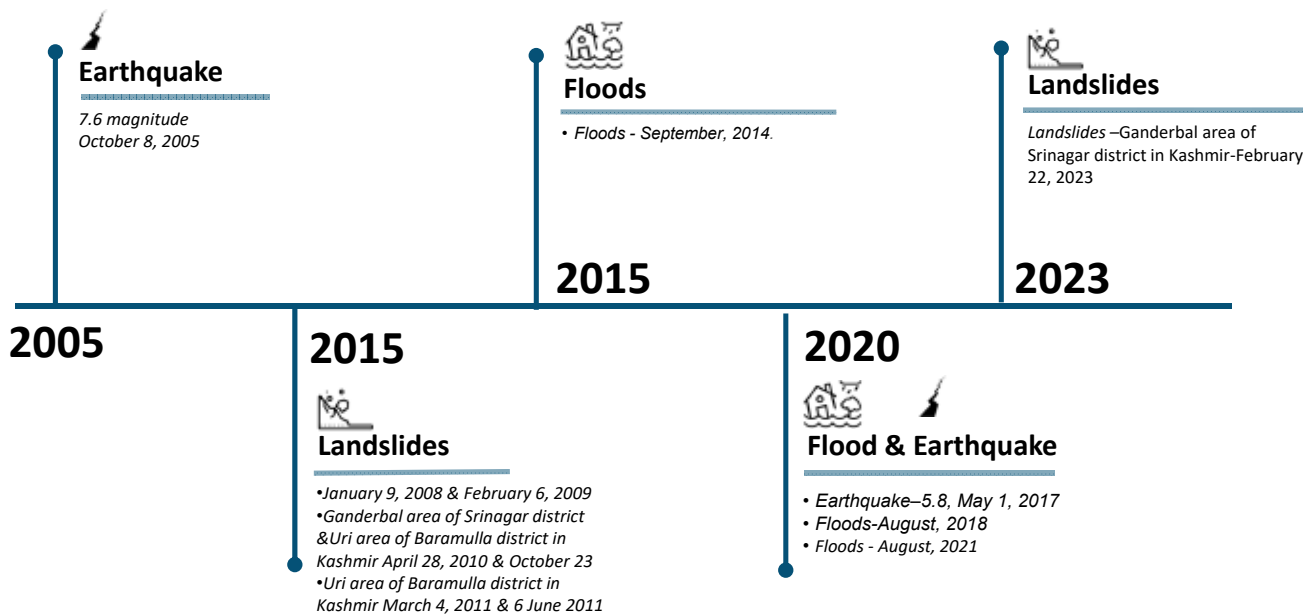 Earthquake
7.6 magnitude
October 8, 2005
Floods
• Floods - September, 2014.
Landslides
Landslides –Ganderbal area of
Srinagar district in Kashmir-February
22, 2023
2015
2023
2005
2015
Landslides
•January 9, 2008 & February 6, 2009
•Ganderbal area of Srinagar district
&Uri area of Baramulla district in
Kashmir April 28, 2010 & October 23
•Uri area of Baramulla district in
Kashmir March 4, 2011 & 6 June 2011
2020
Flood & Earthquake
• Earthquake–5.8, May 1, 2017
• Floods-August, 2018
• Floods - August, 2021